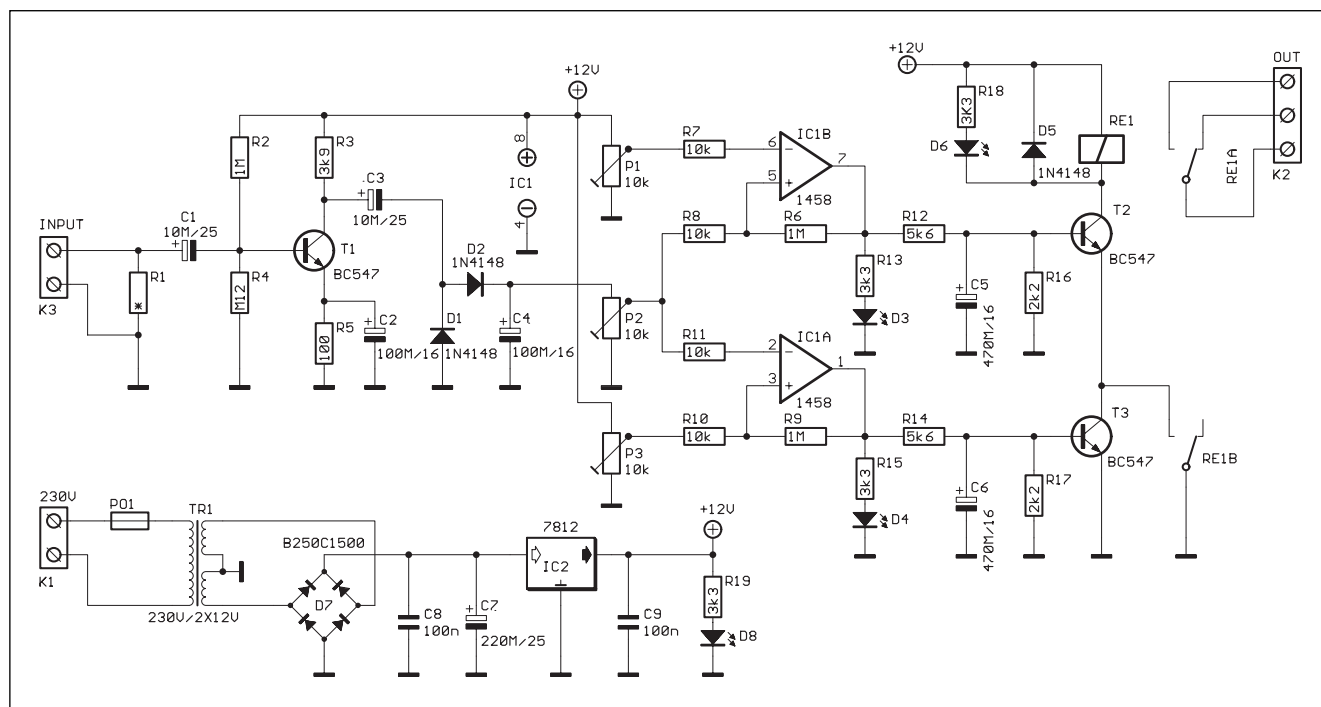 +12V
+12V
OUT
R2
1M
R3
3k9
.C3
10M/25
8
IC1
4
P1
10k
R7
10k
6
5
IC1B
7
1458
R18
3K3
D6
D5
1N4148
RE1
RE1A
K2
INPUT
K3
C1
10M/25
R1
*
R4
M12
T1
BC547
D2
1N4148
R8
10k
R6
1M
R12
5k6
T2
BC547
R5
100
C2
100M/16
D1
1N4148
C4
100M/16
P2
10k
R13
3k3
D3
C5
470M/16
R16
2k2
R11
10k
2
3
IC1A
1
1458
R10
10k
R9
1M
R14
5k6
T3
BC547
P3
10k
R15
3k3
D4
C6
470M/16
R17
2k2
RE1B
230V
K1
PO1
TR1
230V/2X12V
B250C1500
D7
C8
100n
C7
220M/25
7812
IC2
C9
100n
+12V
R19
3k3
D8